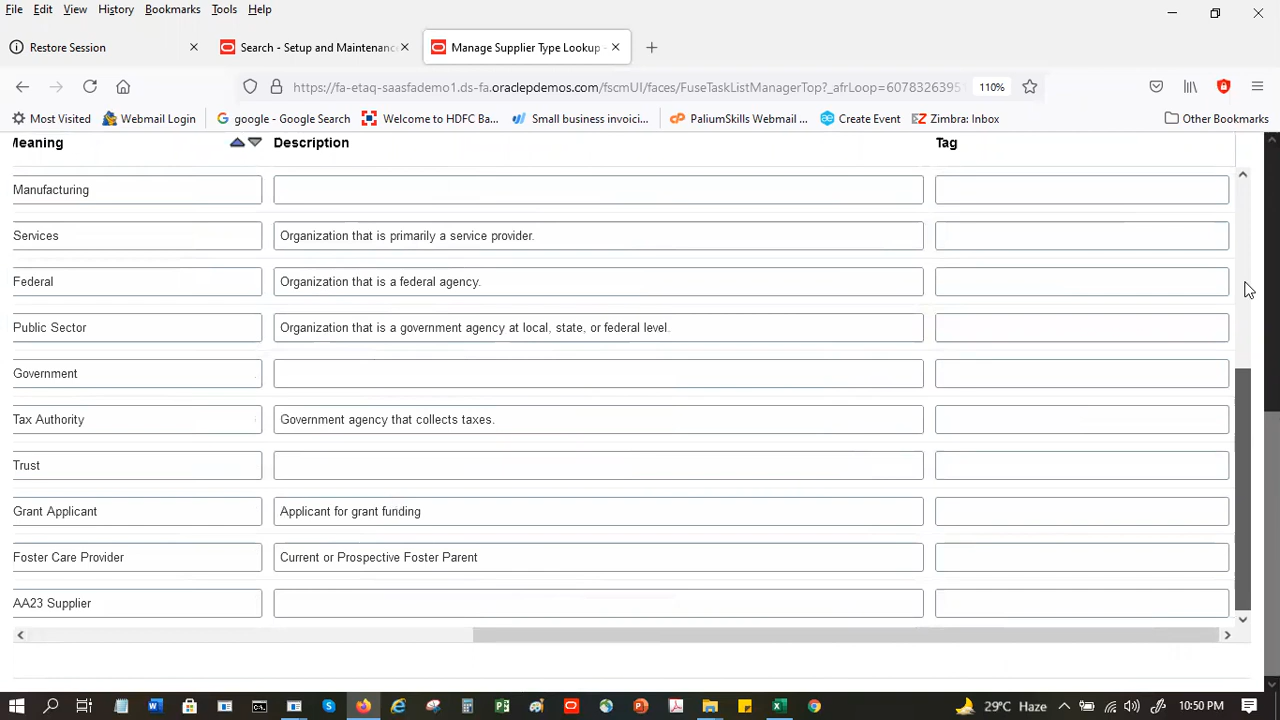 File Edit View History Bookmarks Tools Help
Restore Session
Search - Setup and Maintenanc
Manage Supplier Type Lookup -
https://fa-etaq-saasfademo1.ds-fa.oraclodemos.com/fscmUI/faces/FuseTaskListManagerTop?_afrLoop=6078326395
110%
Most Visited Webmail Login google - Google Search Welcome to HDFC Ba... Small business invoici... PaliumSkills Webmail ... Create Event Zimbra: Inbox Other Bookmarks
Meaning Description Tag
Manufacturing
Services Organization that is primarily a service provider.
Federal Organization that is a federal agency.
Public Sector Organization that is a government agency at local, state, or federal level.
Government
Tax Authority Government agency that collects taxes.
Trust
Grant Applicant Applicant for grant funding
Foster Care Provider Current or Prospective Foster Parent
AA23 Supplier
29°C Haze 10:50 PM